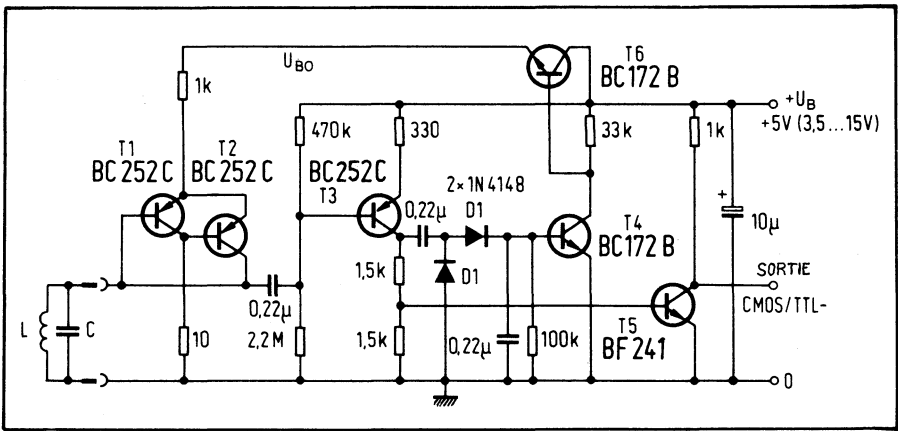 T6
BC172 B
UBO
1k
470k
330
33k
1k
+UB
+5V (3,5...15V)
T1
BC252C
T2
BC252C
BC252C
T3
2×1N4148
0,22µ
D1
T4
BC172 B
+
10µ
D1
SORTIE
CMOS/TTL-
L
C
0,22µ
1,5k
10
2,2M
1,5k
0,22µ
100k
T5
BF241
0